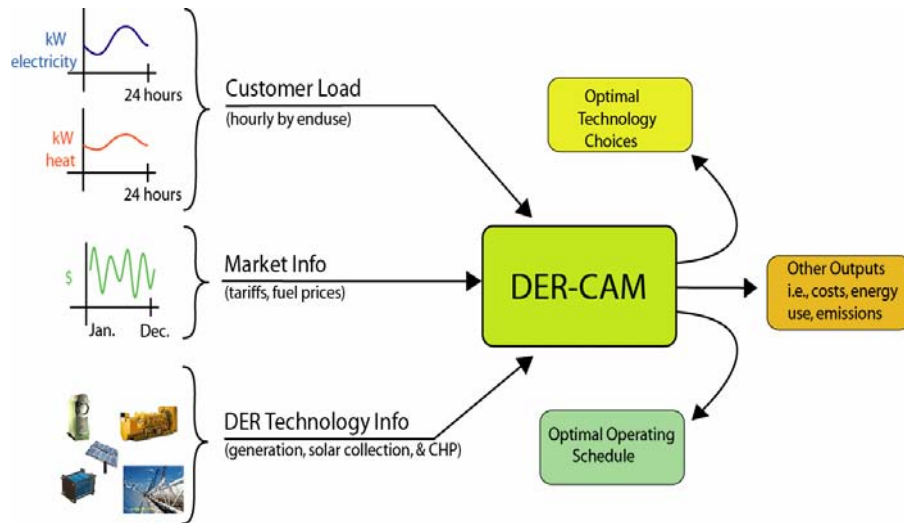 kW
electricity
24 hours
kW
heat
24 hours
Customer Load
(hourly by enduse)
$
Jan.
Dec.
Market Info
(tariffs, fuel prices)
DER Technology Info
(generation, solar collection, & CHP)
DER-CAM
Optimal
Technology
Choices
Other Outputs
i.e., costs, energy
use, emissions
Optimal Operating
Schedule